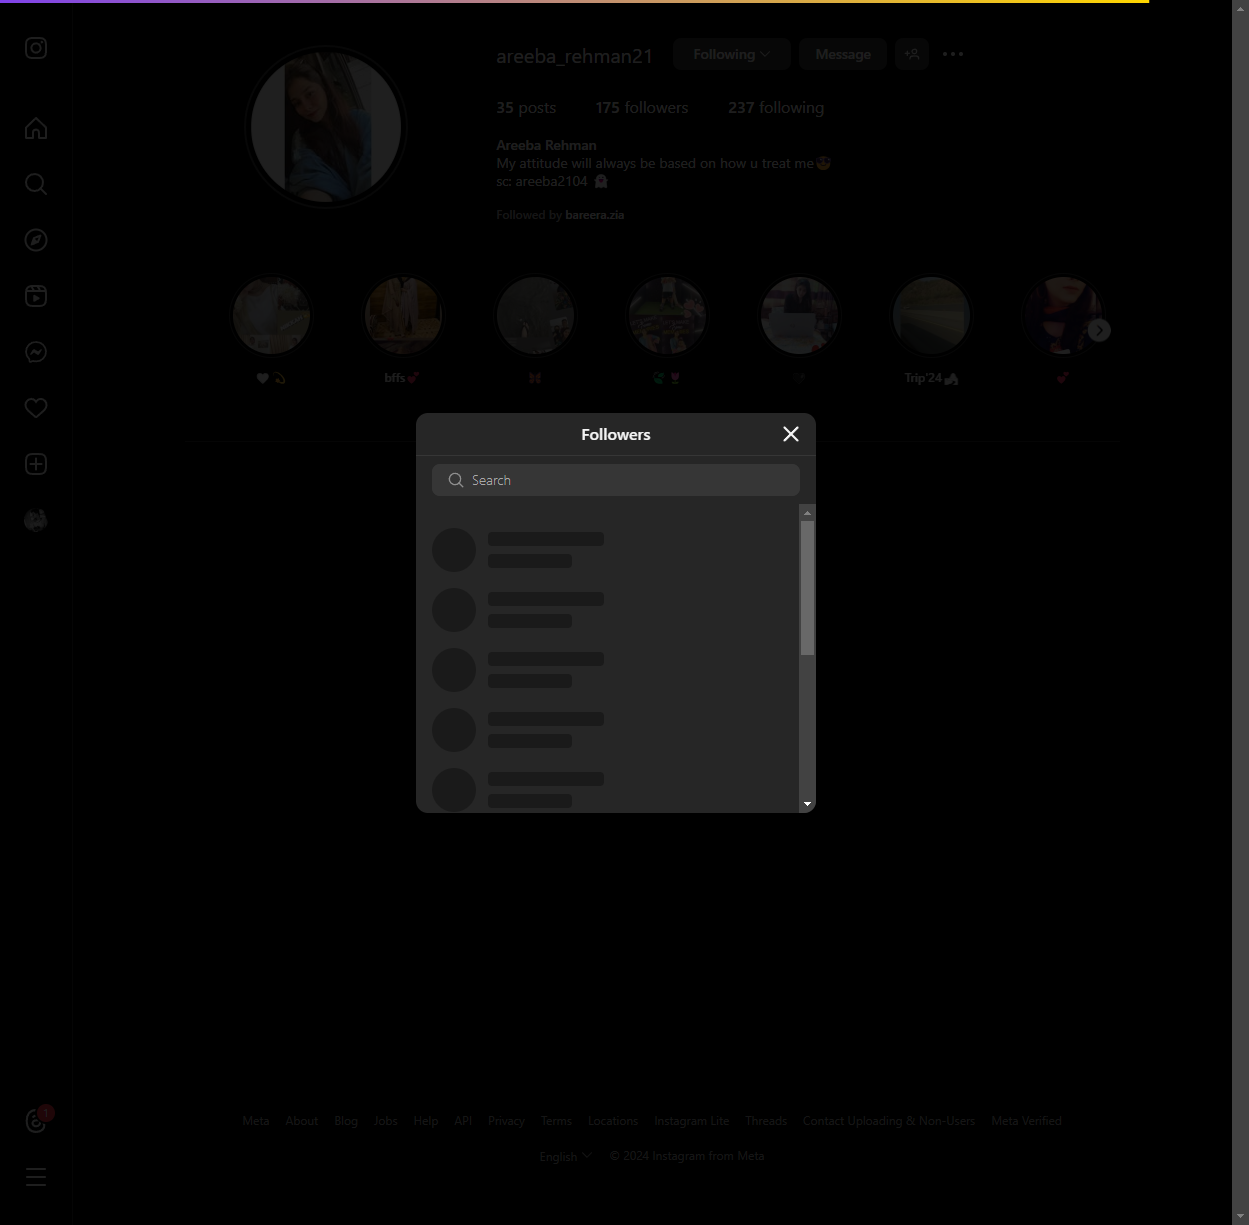 areeba_rehman21 Following Message
35 posts 175 followers 237 following
Areeba Rehman
My attitude will always be based on how u treat me
sc: areeba2104
Followed by bareera.zia
bffs Trip'24
Followers
Search
1
Meta About Blog Jobs Help API Privacy Terms Locations Instagram Lite Threads Contact Uploading & Non-Users Meta Verified
English © 2024 Instagram from Meta